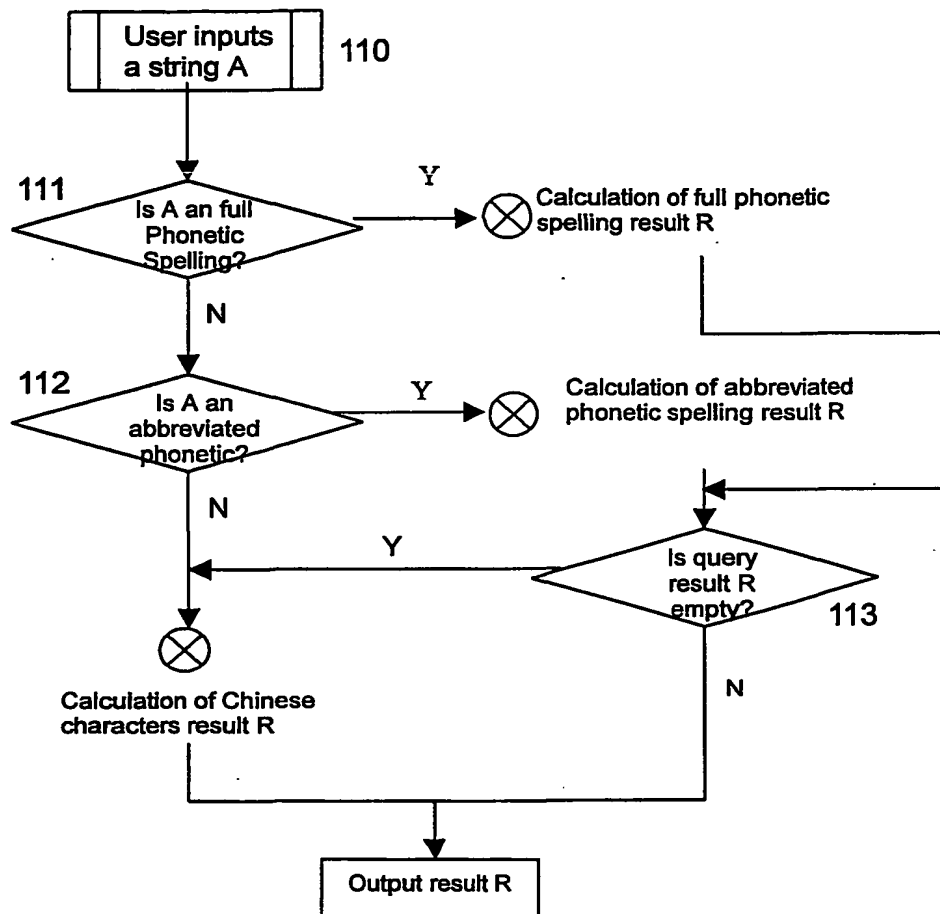 User inputs
a string A
110
111
Is A an full
Phonetic
Spelling?
Y
Calculation of full phonetic
spelling result R
N
112
Is A an
abbreviated
phonetic?
Y
Calculation of abbreviated
phonetic spelling result R
N
Y
Is query
result R
empty?
113
N
Calculation of Chinese
characters result R
Output result R